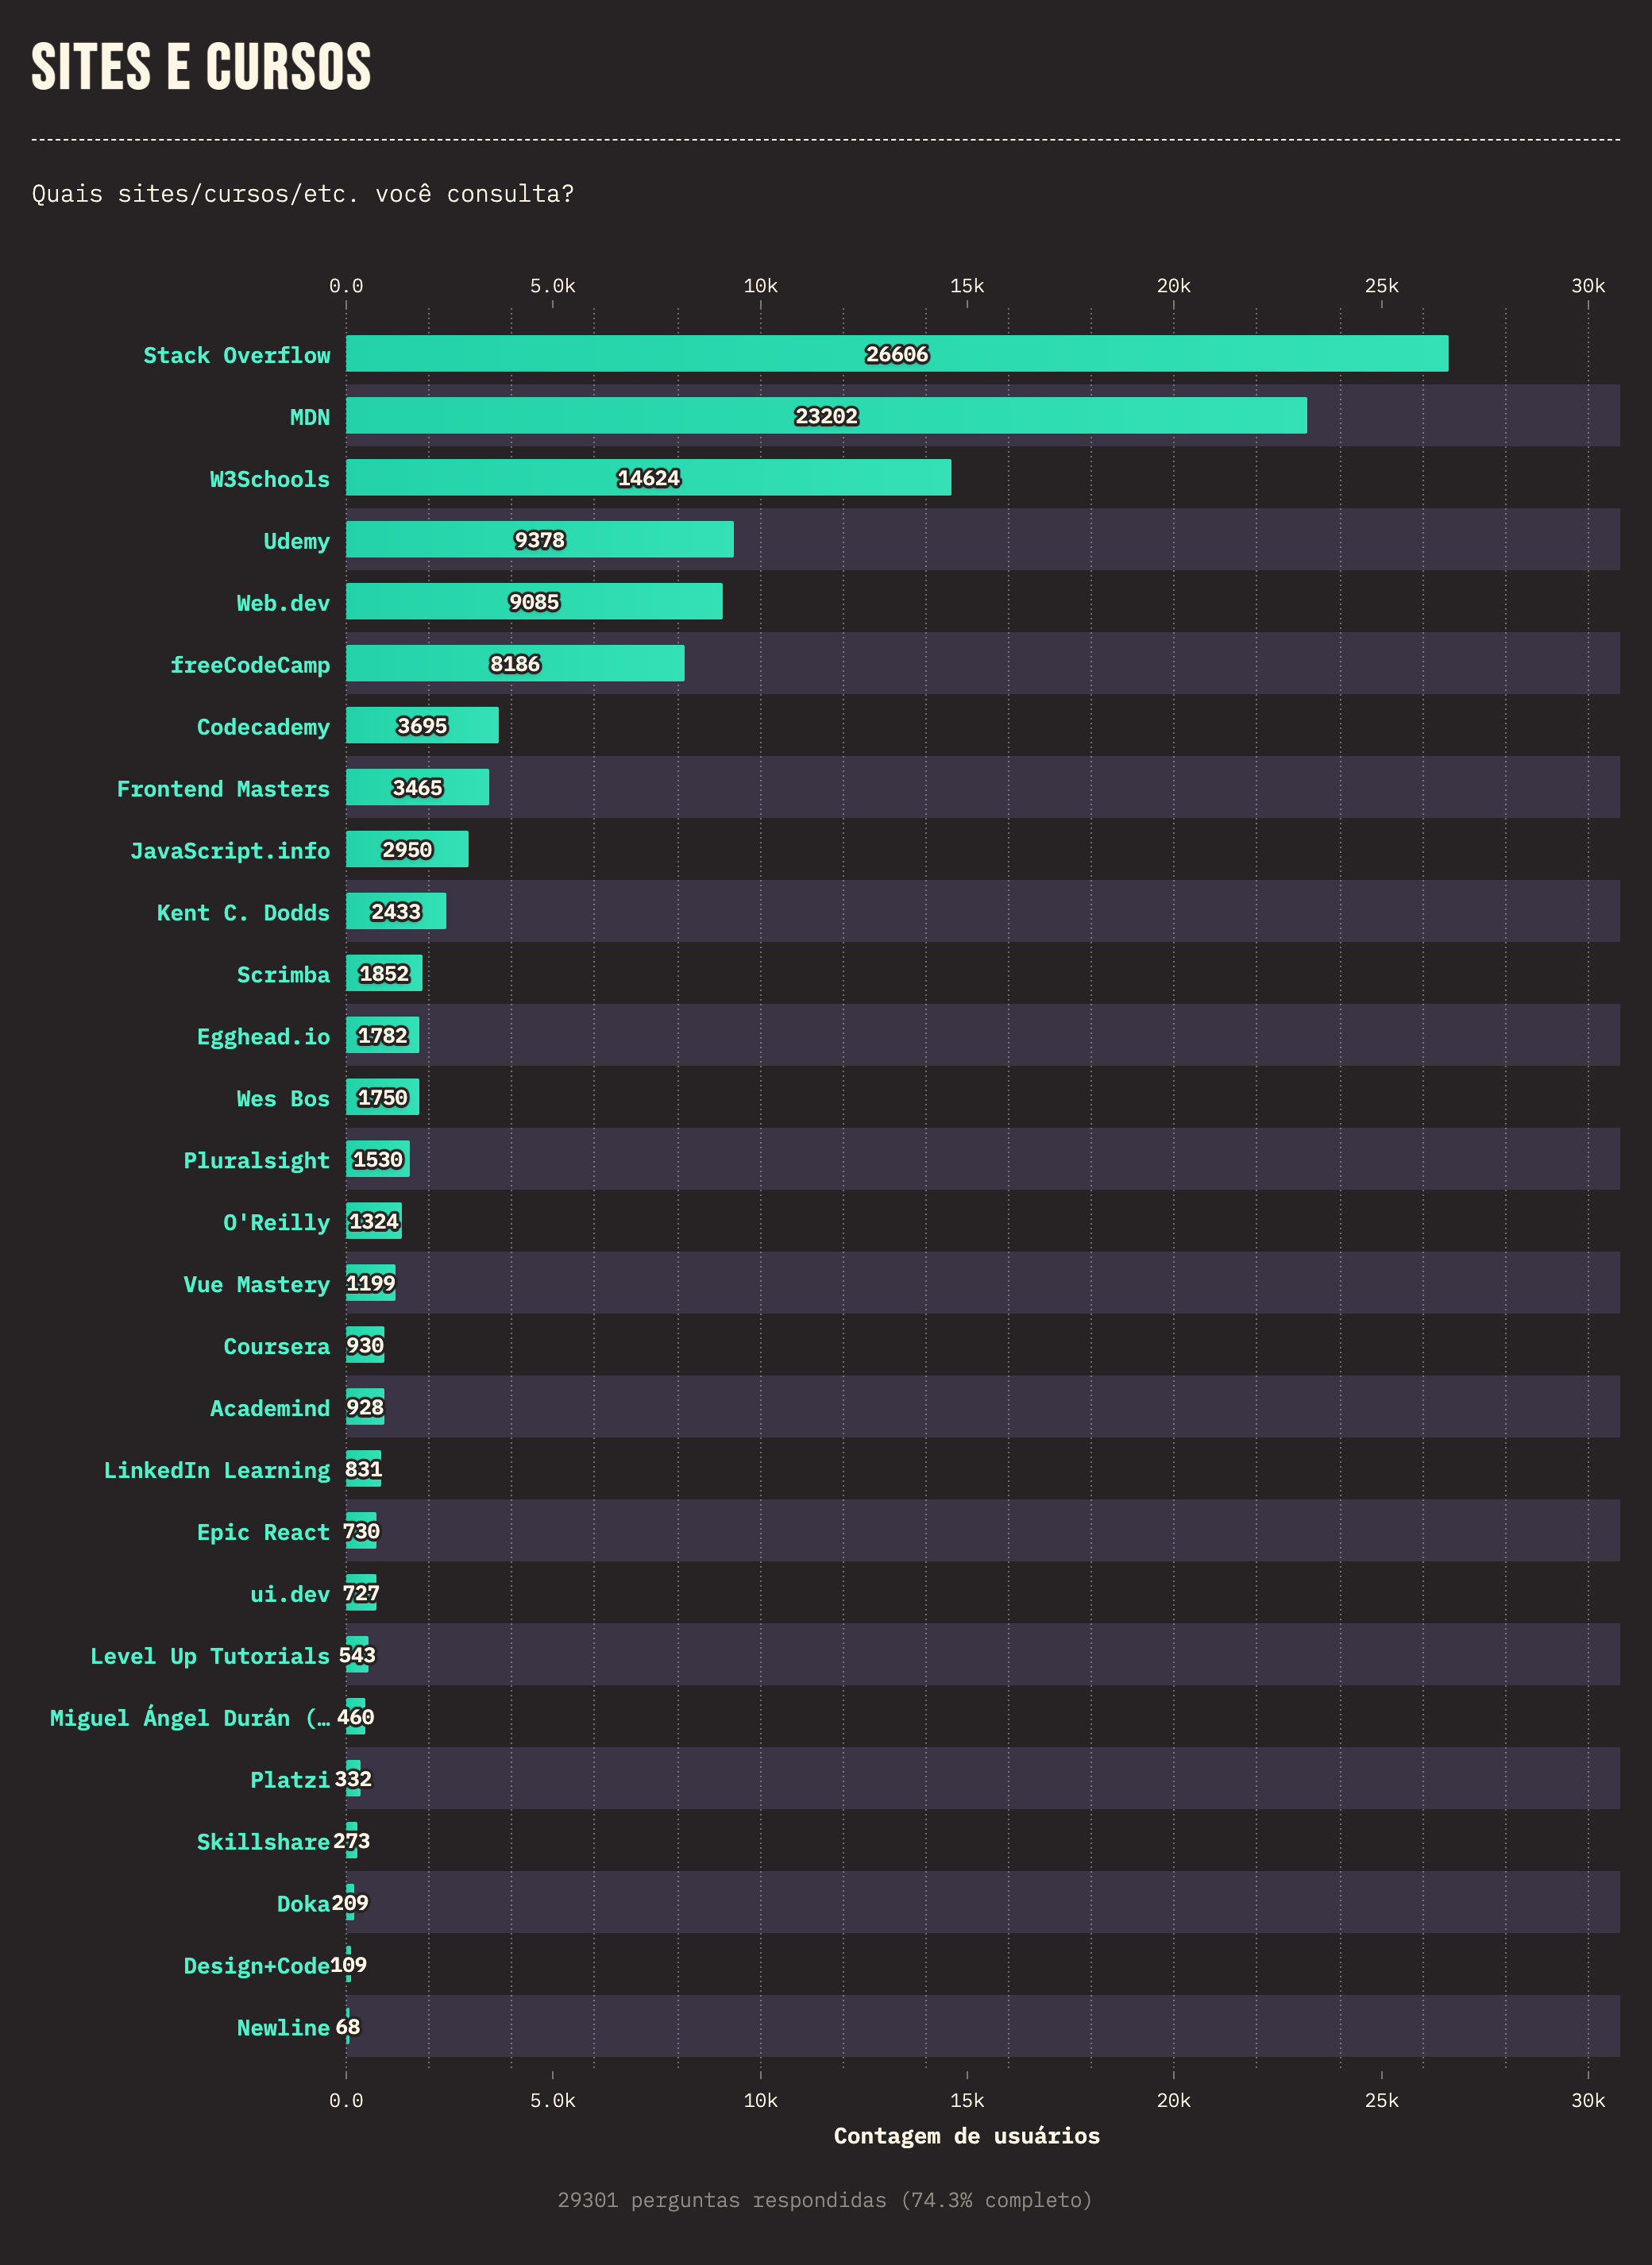 SITES E CURSOS
Quais sites/cursos/etc. você consulta?
0.0 5.0k 10k 15k 20k 25k 30k
Stack Overflow 26606
MDN 23202
W3Schools 14624
Udemy 9378
Web.dev 9085
freeCodeCamp 8186
Codecademy 3695
Frontend Masters 3465
JavaScript.info 2950
Kent C. Dodds 2433
Scrimba 1852
Egghead.io 1782
Wes Bos 1750
Pluralsight 1530
O'Reilly 1324
Vue Mastery 1199
Coursera 930
Academind 928
LinkedIn Learning 831
Epic React 730
ui.dev 727
Level Up Tutorials 543
Miguel Ángel Durán (… 460
Platzi 332
Skillshare 273
Doka 209
Design+Code 109
Newline 68
0.0 5.0k 10k 15k 20k 25k 30k
Contagem de usuários
29301 perguntas respondidas (74.3% completo)